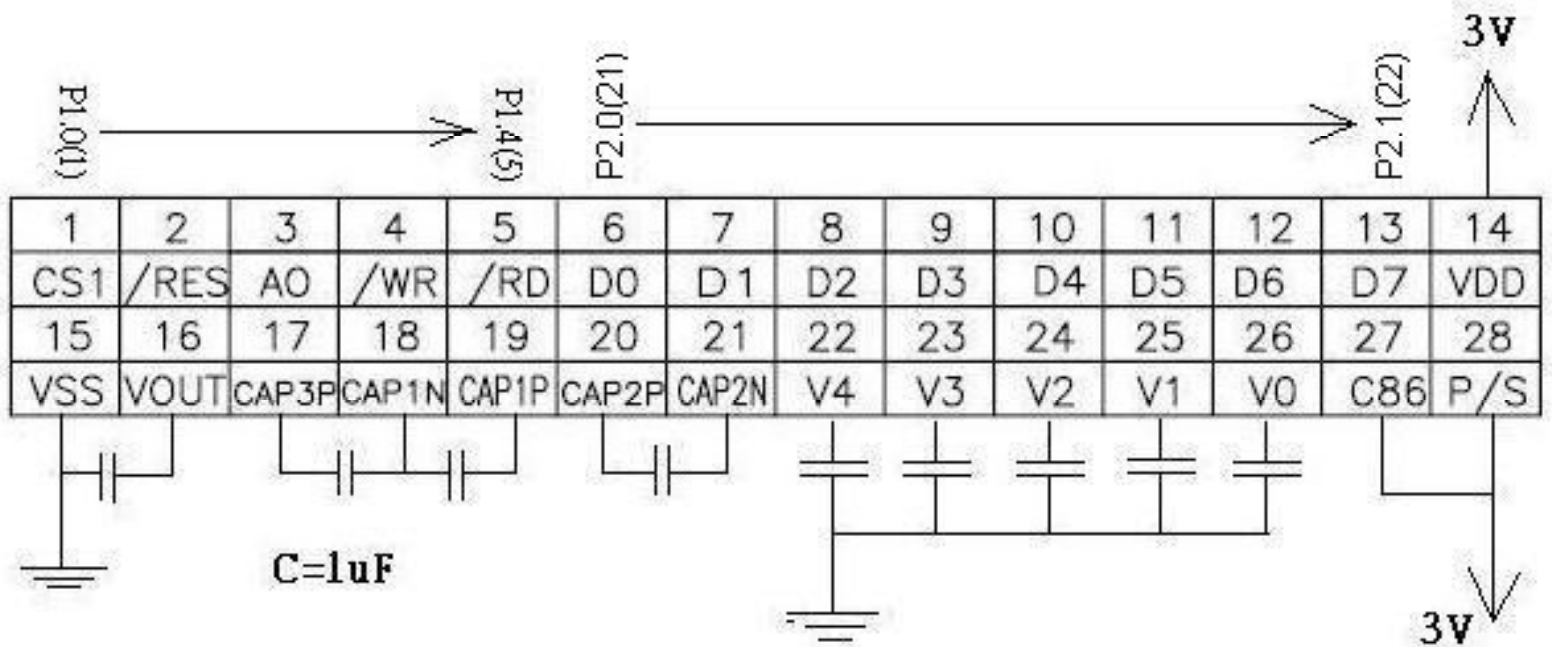 3V
P1.0(1) P1.4(5) P2.0(21) P2.1(22)
1 2 3 4 5 6 7 8 9 10 11 12 13 14
CS1 /RES AO /WR /RD D0 D1 D2 D3 D4 D5 D6 D7 VDD
15 16 17 18 19 20 21 22 23 24 25 26 27 28
VSS VOUT CAP3P CAP1N CAP1P CAP2P CAP2N V4 V3 V2 V1 V0 C86 P/S
C=1uF
3V